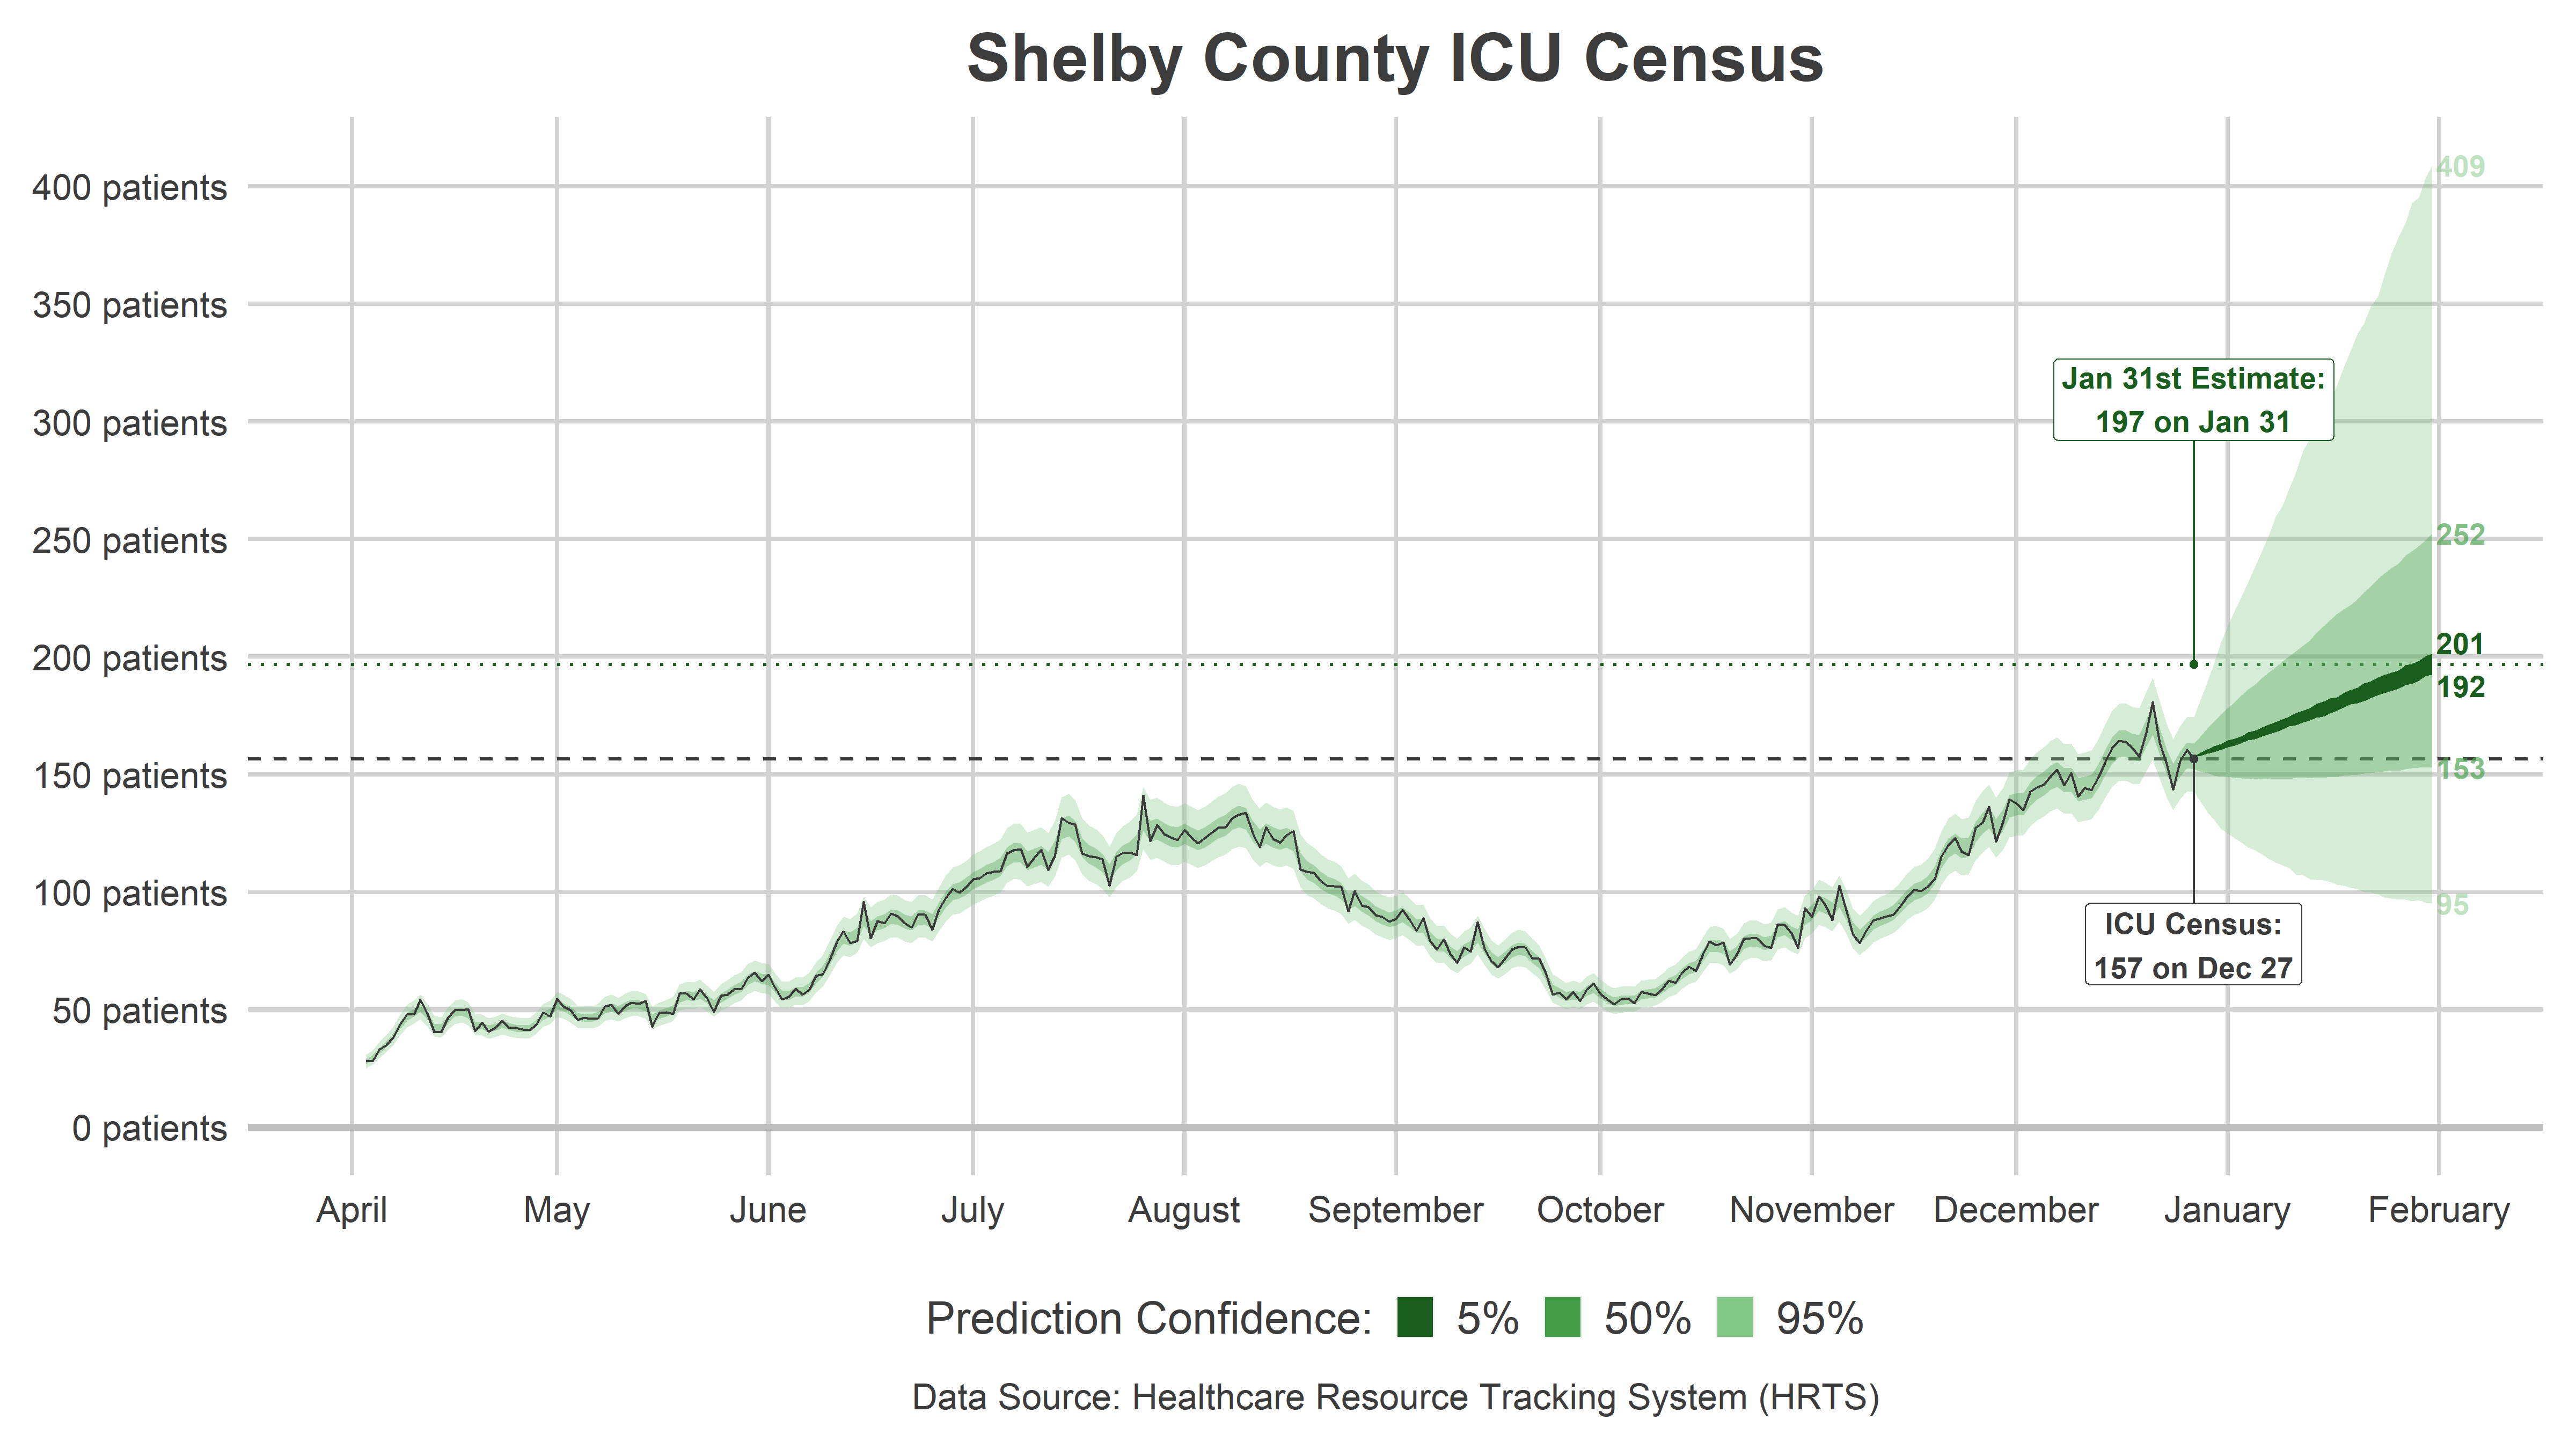 Shelby County ICU Census
400 patients
350 patients
300 patients
250 patients
200 patients
150 patients
100 patients
50 patients
0 patients
409
252
201
192
153
95
Jan 31st Estimate:
197 on Jan 31
ICU Census:
157 on Dec 27
April May June July August September October November December January February
Prediction Confidence: 5% 50% 95%
Data Source: Healthcare Resource Tracking System (HRTS)